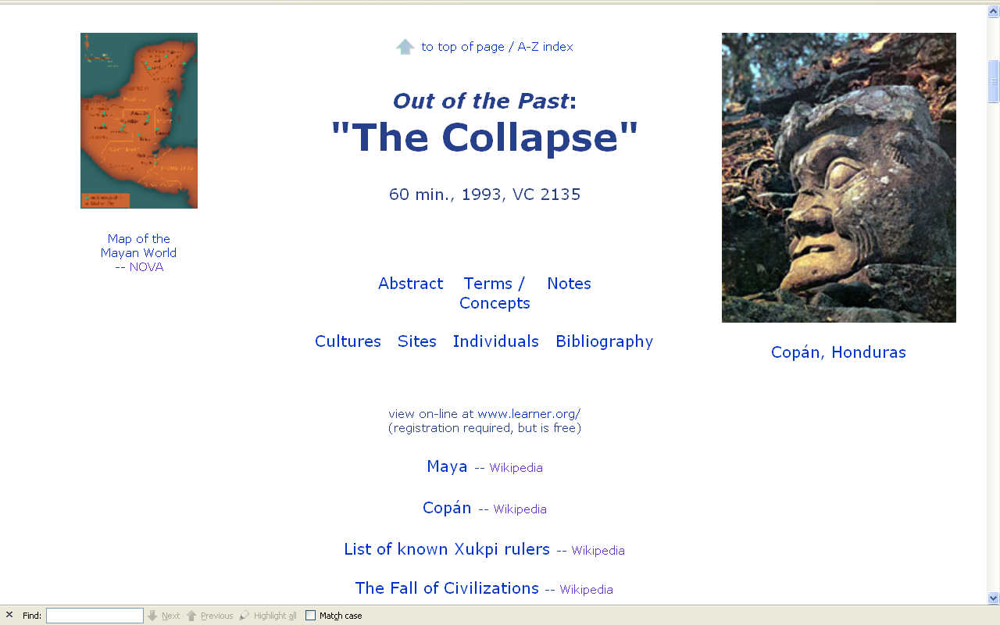 to top of page / A-Z index
Out of the Past:
"The Collapse"
60 min., 1993, VC 2135
Map of the
Mayan World
-- NOVA
Abstract Terms / Notes
Concepts
Cultures Sites Individuals Bibliography
Copán, Honduras
view on-line at www.learner.org/
(registration required, but is free)
Maya -- Wikipedia
Copán -- Wikipedia
List of known Xukpi rulers -- Wikipedia
The Fall of Civilizations -- Wikipedia
Find: Next Previous Highlight all Match case